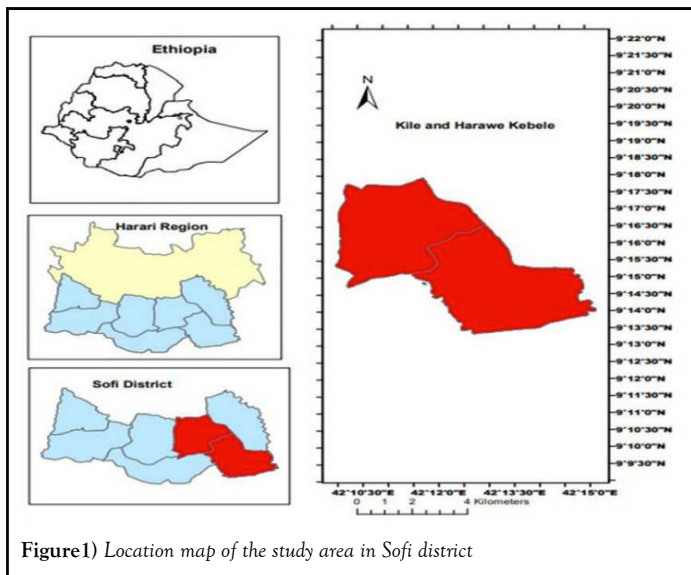 Ethiopia
Harari Region
Sofi District
N
Kile and Harawe Kebele
9°22'0"N
9°21'30"N
9°21'0"N
9°20'30"N
9°20'0"N
9°19'30"N
9°19'0"N
9°18'30"N
9°18'0"N
9°17'30"N
9°17'0"N
9°16'30"N
9°16'0"N
9°15'30"N
9°15'0"N
9°14'30"N
9°14'0"N
9°13'30"N
9°13'0"N
9°12'30"N
9°12'0"N
9°11'30"N
9°11'0"N
9°10'30"N
9°10'0"N
9°9'30"N
42°10'30"E 42°12'0"E 42°13'30"E 42°15'0"E
0 1 2 4 Kilometers
Figure1) Location map of the study area in Sofi district